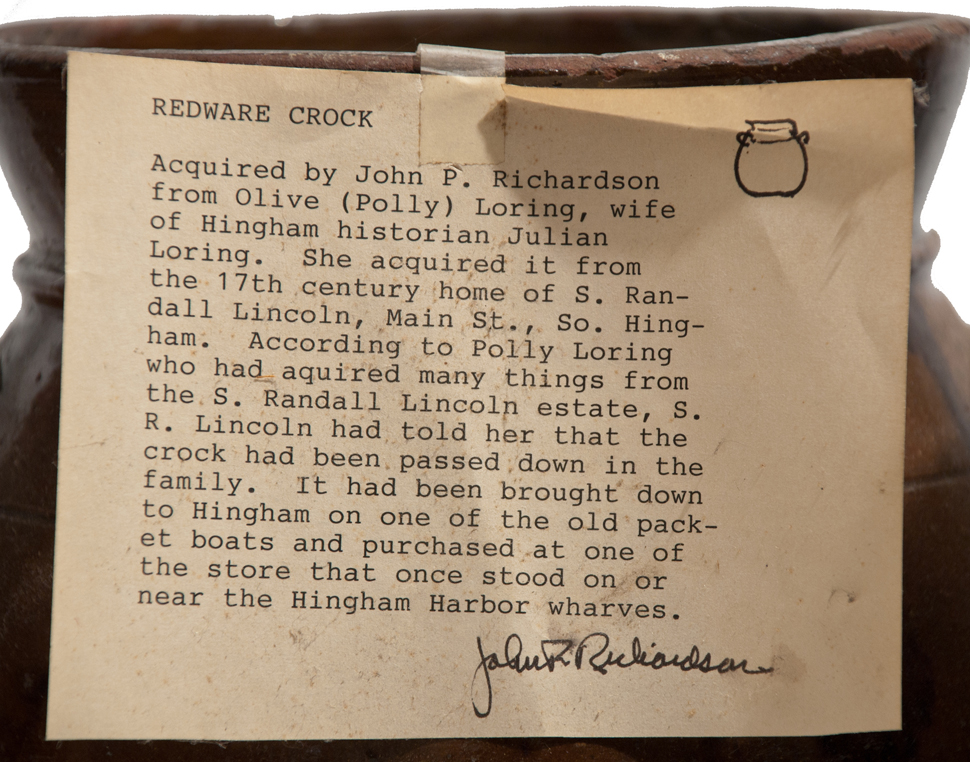 REDWARE CROCK
Acquired by John P. Richardson
from Olive (Polly) Loring, wife
of Hingham historian Julian
Loring. She acquired it from
the 17th century home of S. Ran-
dall Lincoln, Main St., So. Hing-
ham. According to Polly Loring
who had aquired many things from
the S. Randall Lincoln estate, S.
R. Lincoln had told her that the
crock had been passed down in the
family. It had been brought down
to Hingham on one of the old pack-
et boats and purchased at one of
the store that once stood on or
near the Hingham Harbor wharves.
John P. Richardson